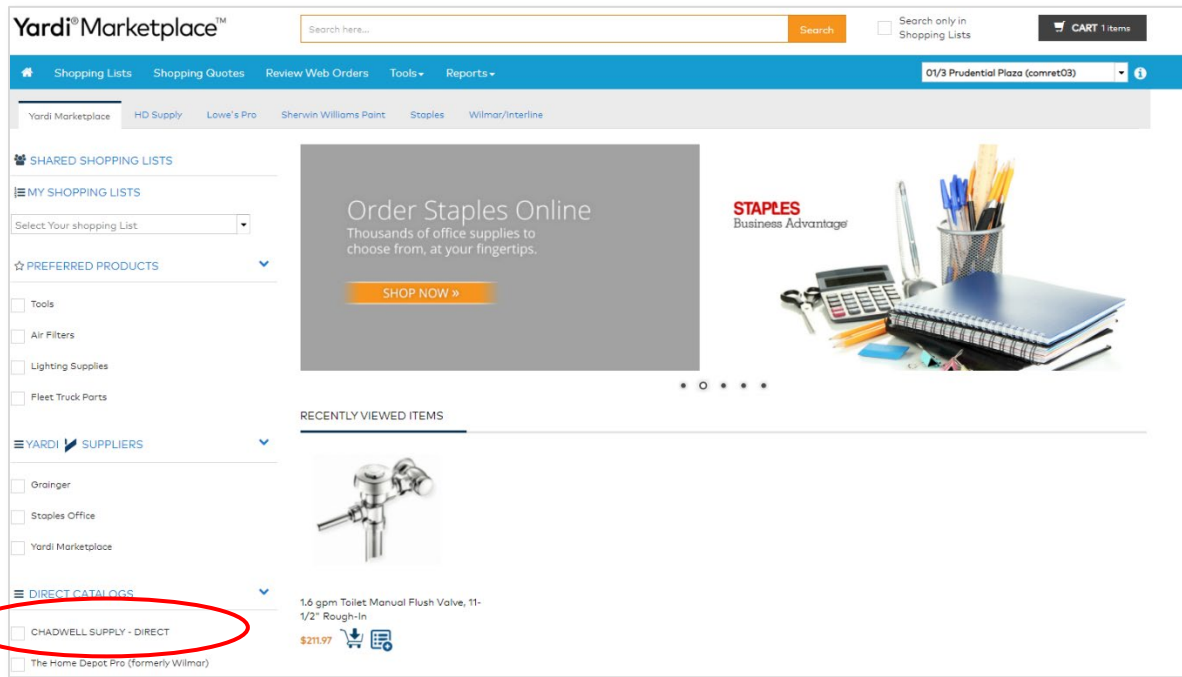 Yardi® Marketplace™
Search here...
Search
Search only in
Shopping Lists
CART 1 items
Shopping Lists Shopping Quotes Review Web Orders Tools Reports
01/3 Prudential Plaza (comret03)
Yardi Marketplace HD Supply Lowe's Pro Sherwin Williams Paint Staples Wilmar/Interline
SHARED SHOPPING LISTS
MY SHOPPING LISTS
Select Your shopping List
PREFERRED PRODUCTS
Tools
Air Filters
Lighting Supplies
Fleet Truck Parts
YARDI SUPPLIERS
Grainger
Staples Office
Yardi Marketplace
DIRECT CATALOGS
CHADWELL SUPPLY - DIRECT
The Home Depot Pro (formerly Wilmar)
Order Staples Online
Thousands of office supplies to
choose from, at your fingertips.
SHOP NOW »
STAPLES
Business Advantage
RECENTLY VIEWED ITEMS
1.6 gpm Toilet Manual Flush Valve, 11-
1/2" Rough-In
$211.97